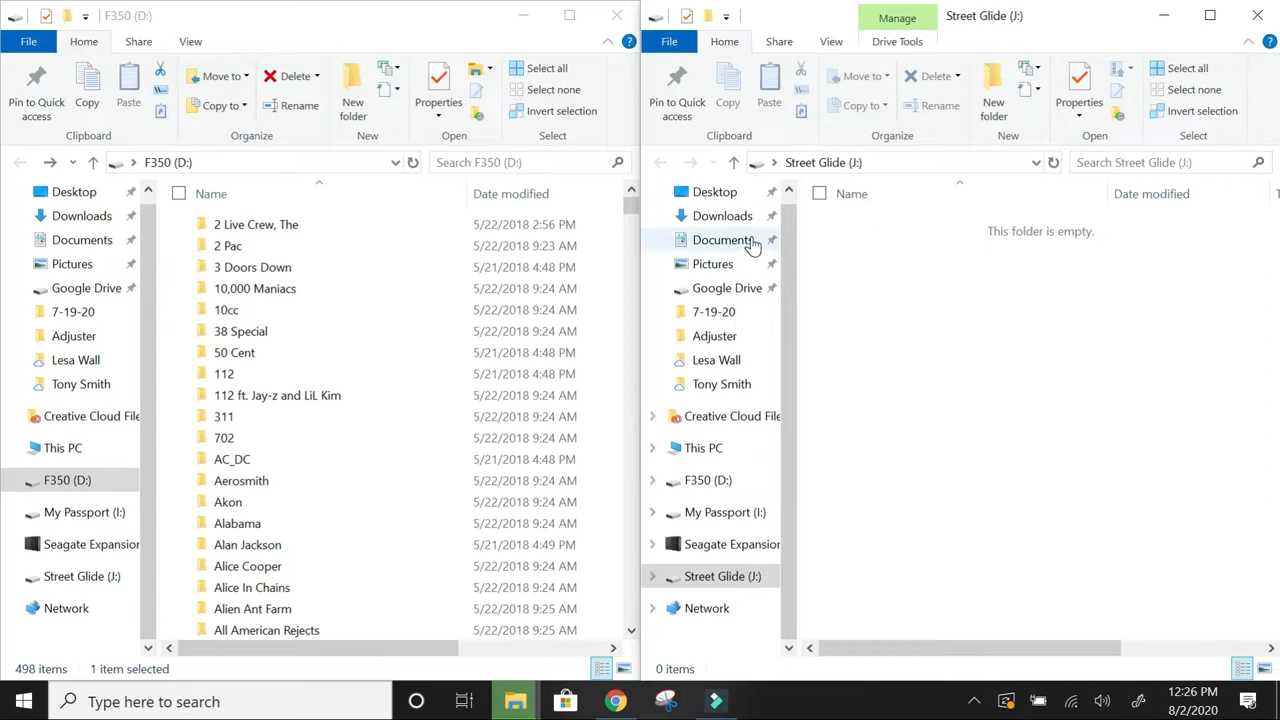 F350 (D:)
File Home Share View
Pin to Quick access
Copy
Paste
Move to
Copy to
Delete
Rename
New folder
Properties
Select all
Select none
Invert selection
Clipboard Organize New Open Select
F350 (D:)
Search F350 (D:)
Desktop
Downloads
Documents
Pictures
Google Drive
7-19-20
Adjuster
Lesa Wall
Tony Smith
Creative Cloud File
This PC
F350 (D:)
My Passport (I:)
Seagate Expansion
Street Glide (J:)
Network
Name Date modified
2 Live Crew, The 5/22/2018 2:56 PM
2 Pac 5/22/2018 9:23 AM
3 Doors Down 5/21/2018 4:48 PM
10,000 Maniacs 5/22/2018 9:24 AM
10cc 5/22/2018 9:24 AM
38 Special 5/22/2018 9:24 AM
50 Cent 5/21/2018 4:48 PM
112 5/21/2018 4:48 PM
112 ft. Jay-z and LiL Kim 5/22/2018 9:24 AM
311 5/22/2018 9:24 AM
702 5/22/2018 9:24 AM
AC_DC 5/21/2018 4:48 PM
Aerosmith 5/22/2018 9:24 AM
Akon 5/22/2018 9:24 AM
Alabama 5/22/2018 9:24 AM
Alan Jackson 5/21/2018 4:49 PM
Alice Cooper 5/22/2018 9:24 AM
Alice In Chains 5/22/2018 9:24 AM
Alien Ant Farm 5/22/2018 9:25 AM
All American Rejects 5/22/2018 9:25 AM
498 items 1 item selected
Manage Street Glide (J:)
File Home Share View Drive Tools
Pin to Quick access
Copy
Paste
Move to
Copy to
Delete
Rename
New folder
Properties
Select all
Select none
Invert selection
Clipboard Organize New Open Select
Street Glide (J:)
Search Street Glide (J:)
Desktop
Downloads
Documents
Pictures
Google Drive
7-19-20
Adjuster
Lesa Wall
Tony Smith
Creative Cloud File
This PC
F350 (D:)
My Passport (I:)
Seagate Expansion
Street Glide (J:)
Network
Name Date modified T
This folder is empty.
0 items
Type here to search
12:26 PM
8/2/2020